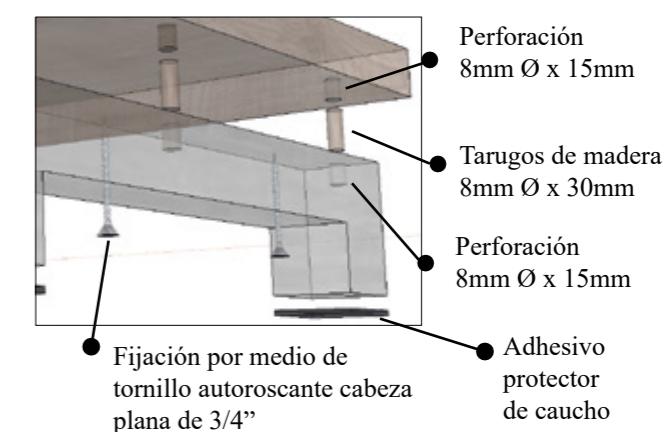 Perforación
8mm Ø x 15mm
Tarugos de madera
8mm Ø x 30mm
Perforación
8mm Ø x 15mm
Adhesivo
protector
de caucho
Fijación por medio de
tornillo autoroscante cabeza
plana de 3/4”